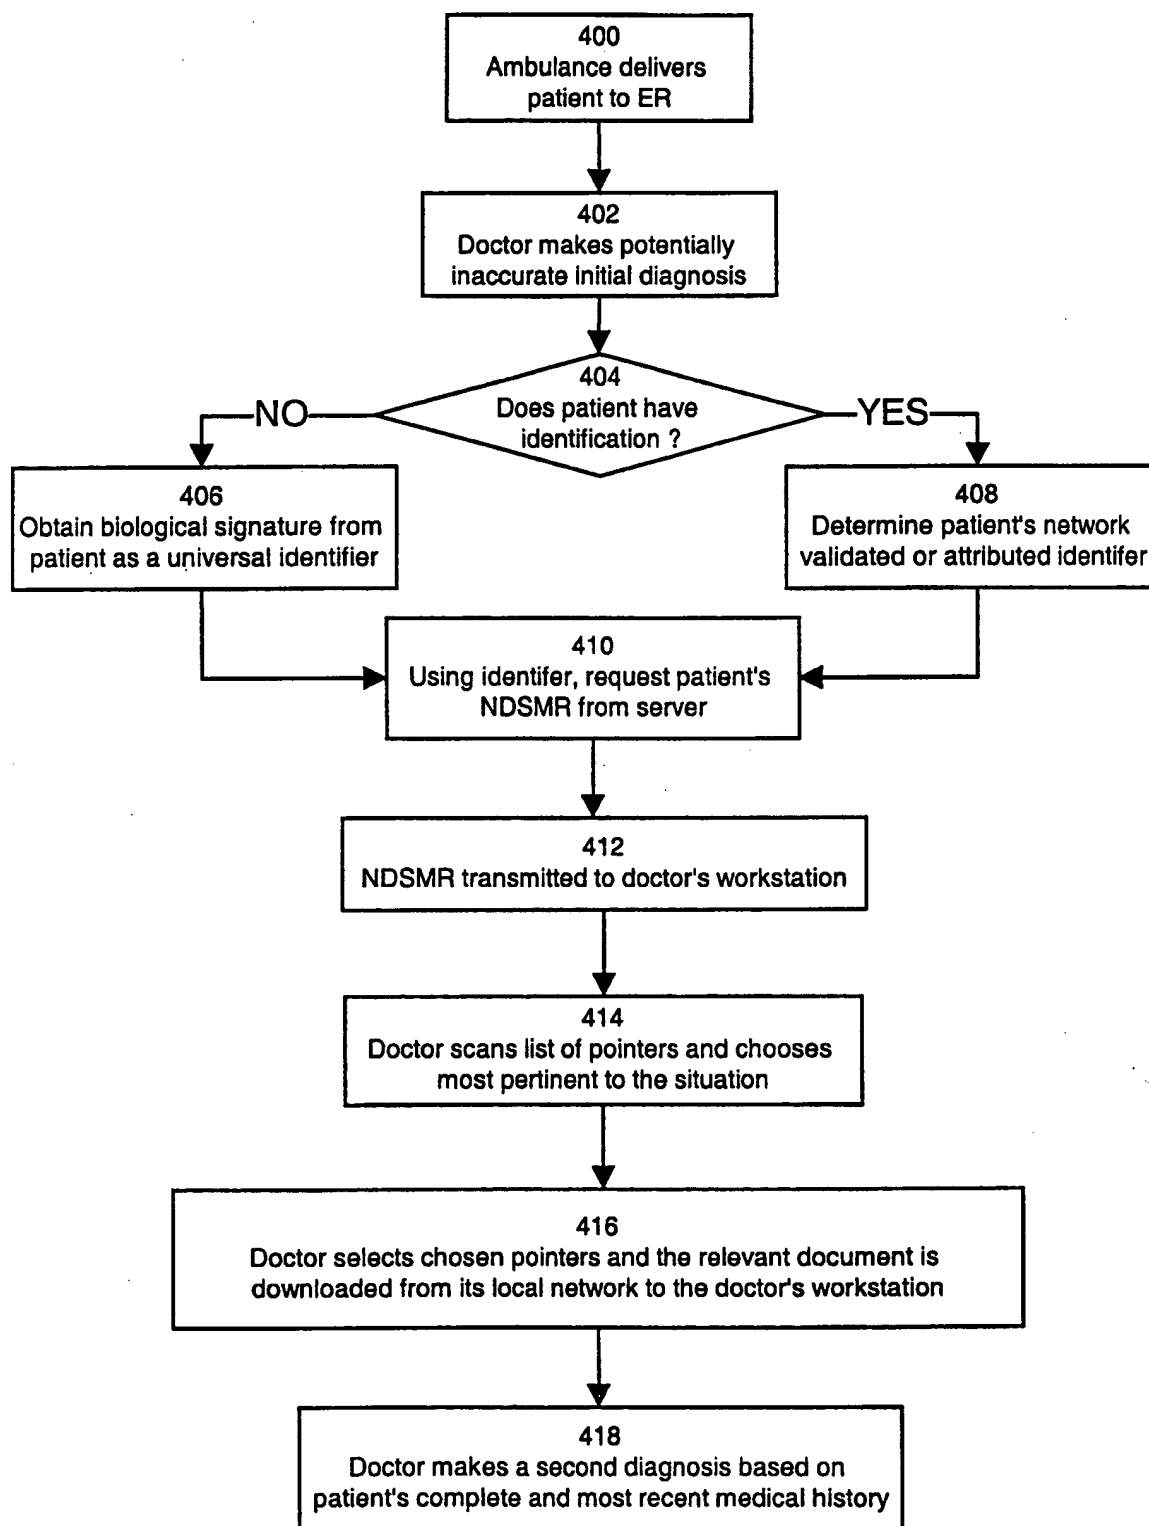 400
Ambulance delivers
patient to ER
402
Doctor makes potentially
inaccurate initial diagnosis
404
Does patient have
identification ?
NO
YES
406
Obtain biological signature from
patient as a universal identifier
408
Determine patient's network
validated or attributed identifer
410
Using identifer, request patient's
NDSMR from server
412
NDSMR transmitted to doctor's workstation
414
Doctor scans list of pointers and chooses
most pertinent to the situation
416
Doctor selects chosen pointers and the relevant document is
downloaded from its local network to the doctor's workstation
418
Doctor makes a second diagnosis based on
patient's complete and most recent medical history